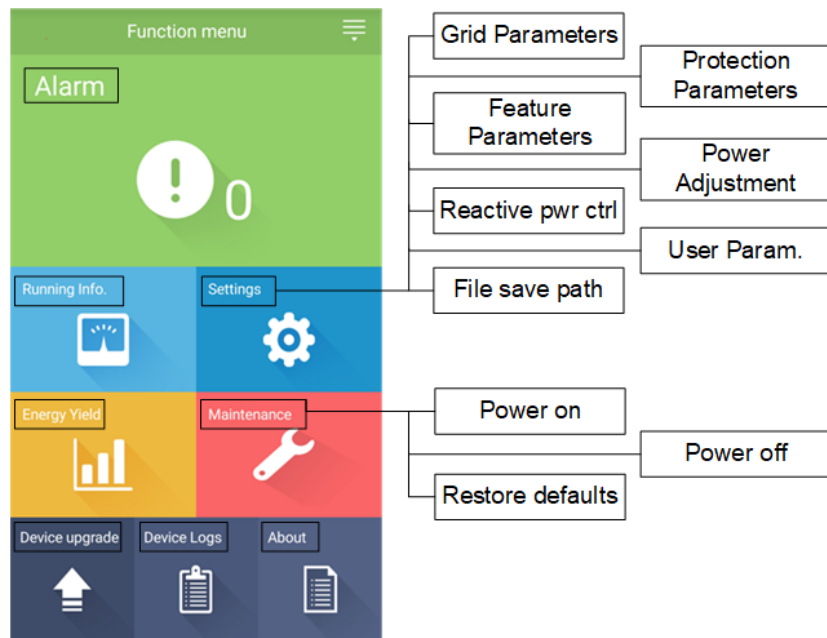 Function menu
Alarm
0
Running Info.
Settings
Energy Yield
Maintenance
Device upgrade
Device Logs
About
Grid Parameters
Protection
Parameters
Feature
Parameters
Power
Adjustment
Reactive pwr ctrl
User Param.
File save path
Power on
Power off
Restore defaults